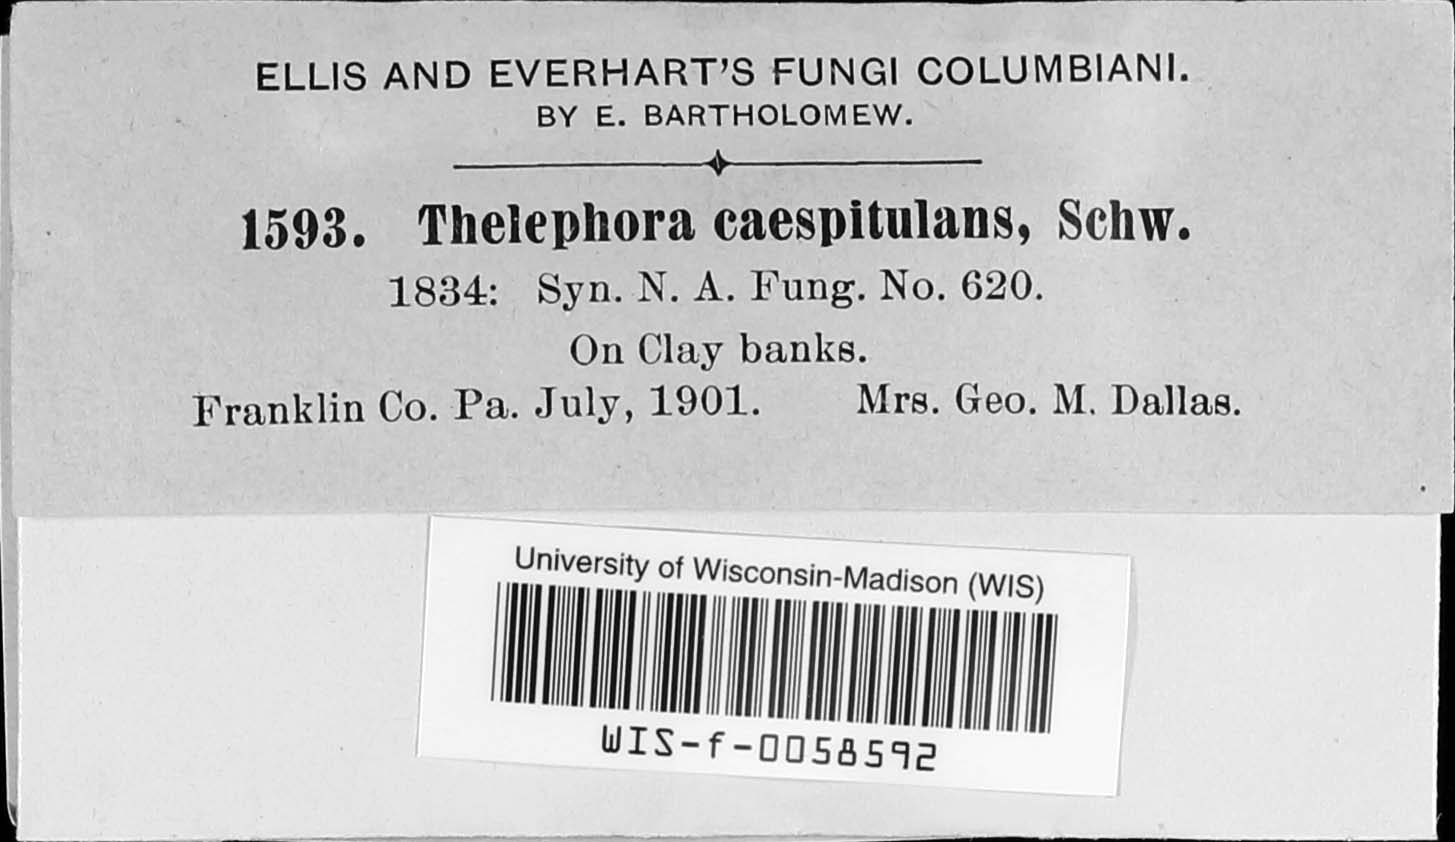 ELLIS AND EVERHART'S FUNGI COLUMBIANI.
BY E. BARTHOLOMEW.
1593. Thelephora caespitulans, Schw.
1834: Syn. N. A. Fung. No. 620.
On Clay banks.
Franklin Co. Pa. July, 1901. Mrs. Geo. M. Dallas.
University of Wisconsin-Madison (WIS)
WIS-f-0058592